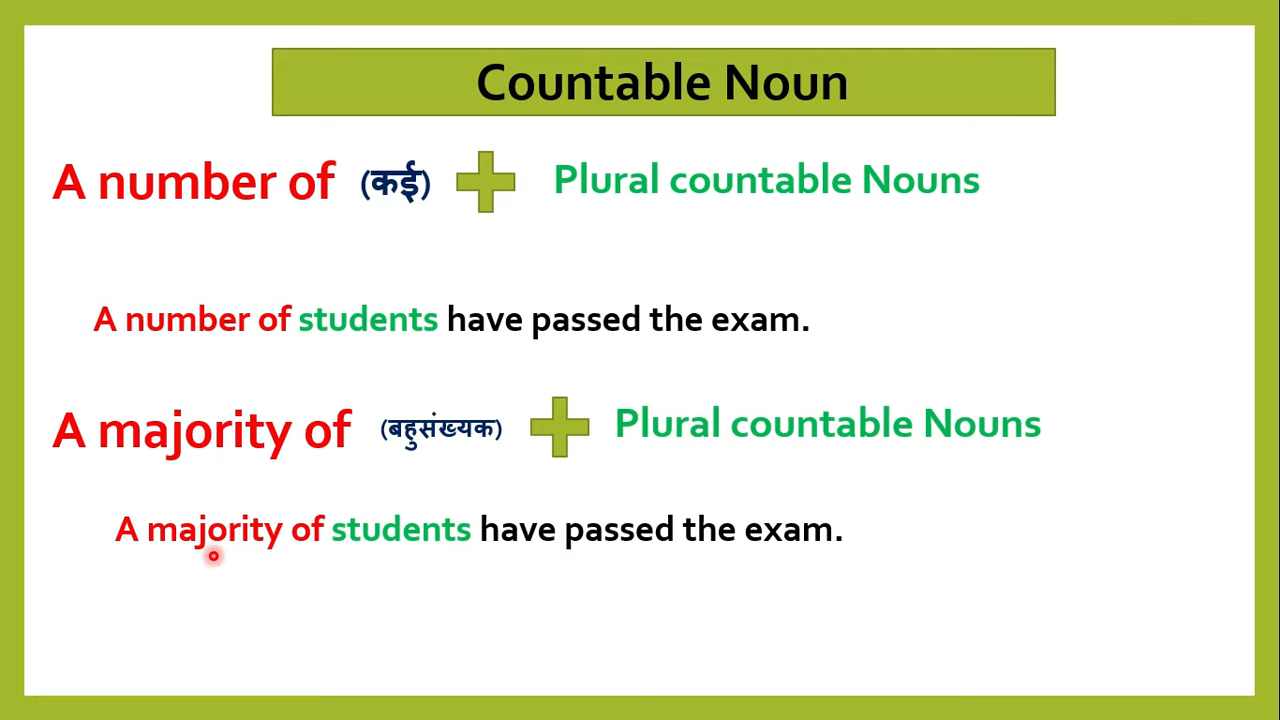 Countable Noun
A number of (कई) Plural countable Nouns
A number of students have passed the exam.
A majority of (बहुसंख्यक) Plural countable Nouns
A majority of students have passed the exam.